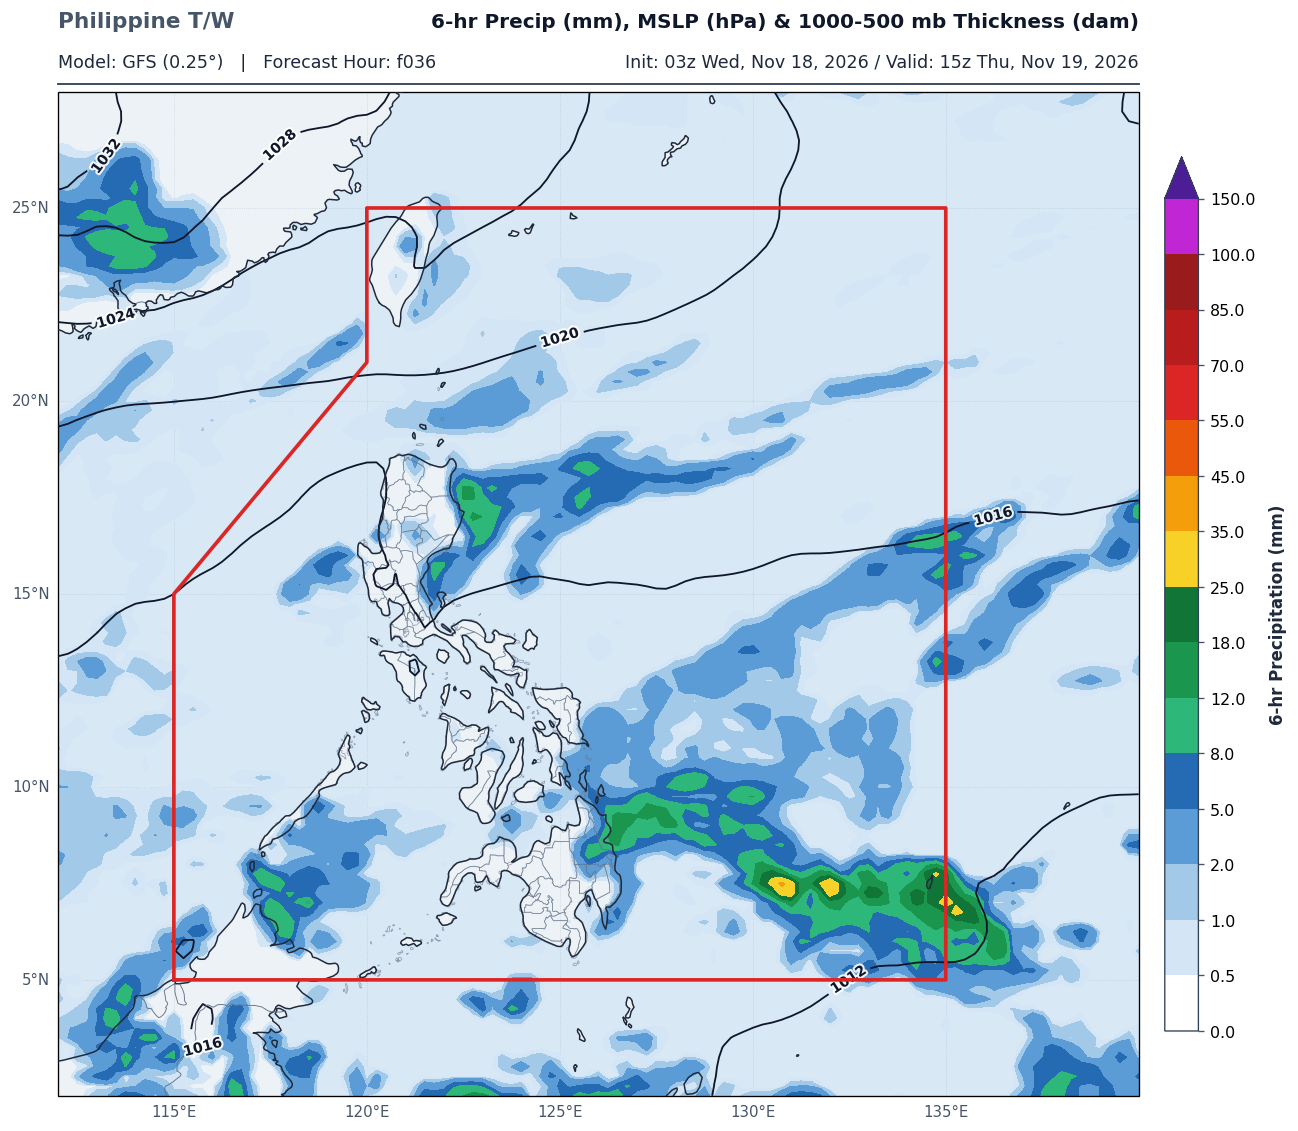 Philippine T/W
6-hr Precip (mm), MSLP (hPa) & 1000-500 mb Thickness (dam)
Model: GFS (0.25°) | Forecast Hour: f036
Init: 03z Wed, Nov 18, 2026 / Valid: 15z Thu, Nov 19, 2026
1032
1028
1024
1020
1016
1012
1016
25°N
20°N
15°N
10°N
5°N
115°E
120°E
125°E
130°E
135°E
150.0
100.0
85.0
70.0
55.0
45.0
35.0
25.0
18.0
12.0
8.0
5.0
2.0
1.0
0.5
0.0
6-hr Precipitation (mm)